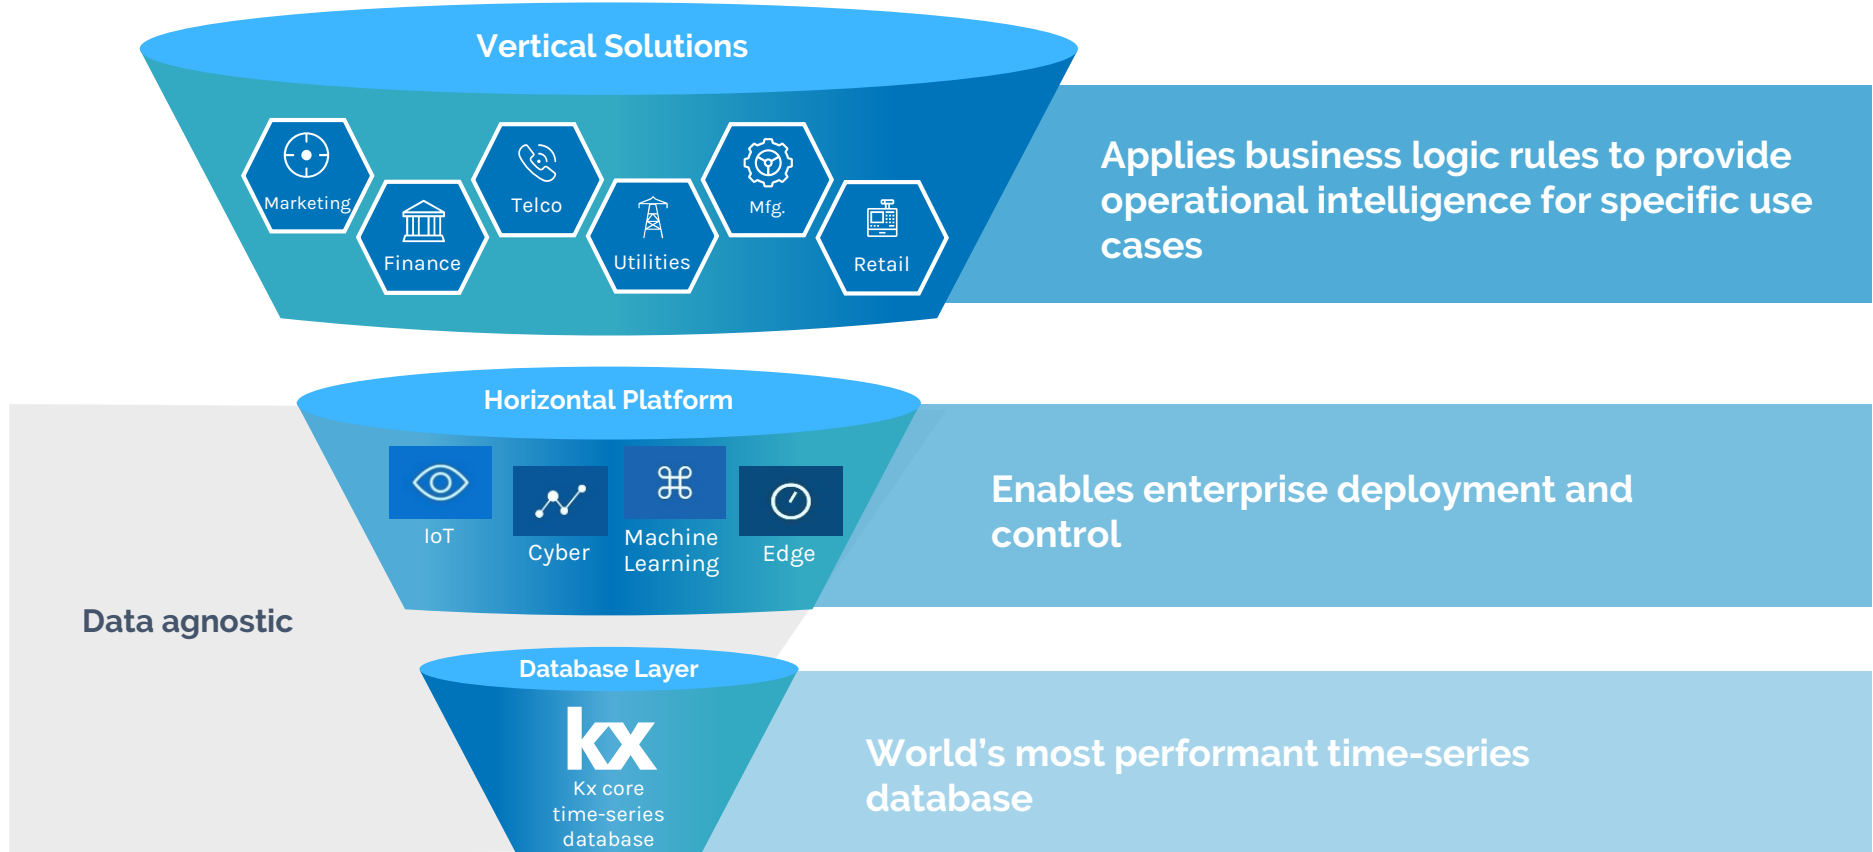 Vertical Solutions
Marketing
Finance
Telco
Utilities
Mfg.
Retail
Applies business logic rules to provide
operational intelligence for specific use
cases
Horizontal Platform
IoT
Cyber
Machine
Learning
Edge
Enables enterprise deployment and
control
Data agnostic
Database Layer
kx
Kx core
time-series
database
World's most performant time-series
database